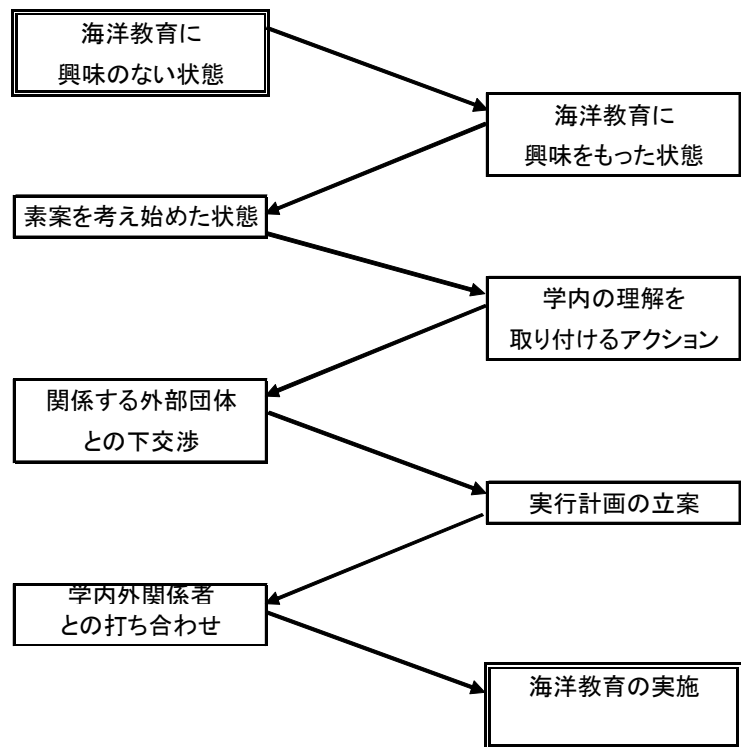 海洋教育に
興味のない状態
海洋教育に
興味をもった状態
素案を考え始めた状態
学内の理解を
取り付けるアクション
関係する外部団体
との下交渉
実行計画の立案
学内外関係者
との打ち合わせ
海洋教育の実施